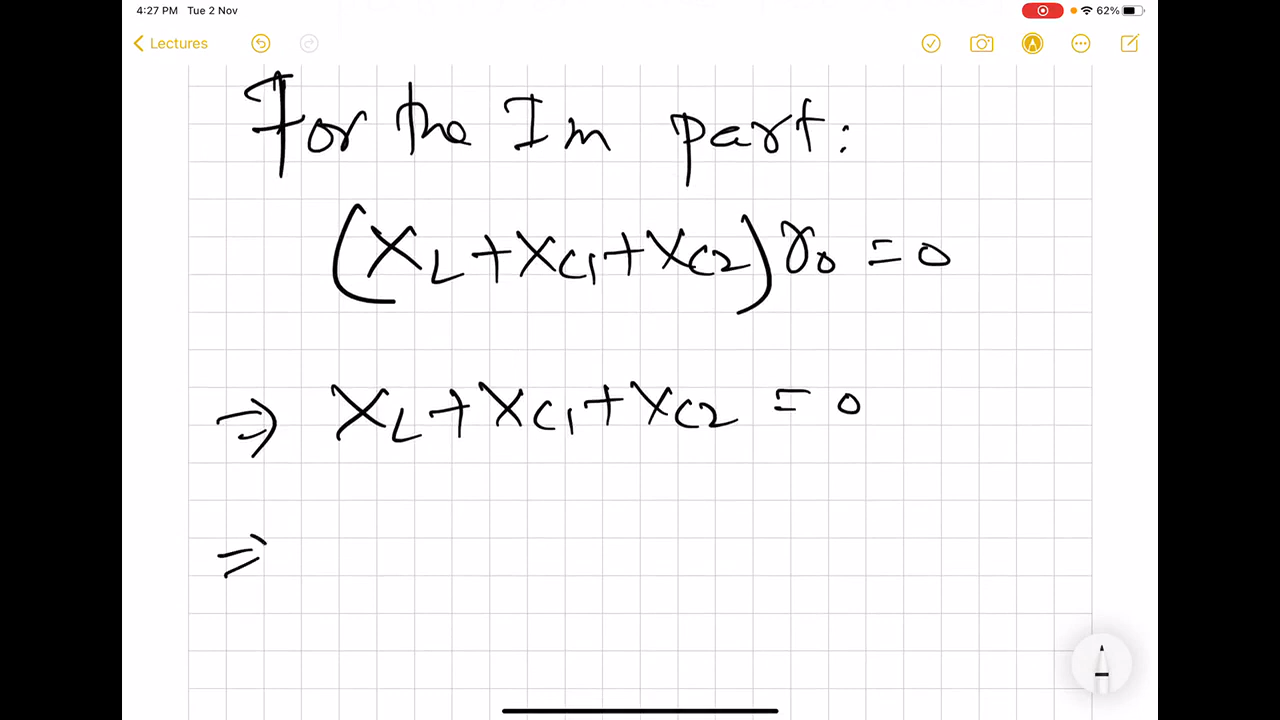 4:27 PM Tue 2 Nov 62%
Lectures
For the Im part:
(XL+XC1+XC2)r0 = 0
⇒ XL+XC1+XC2 = 0
⇒